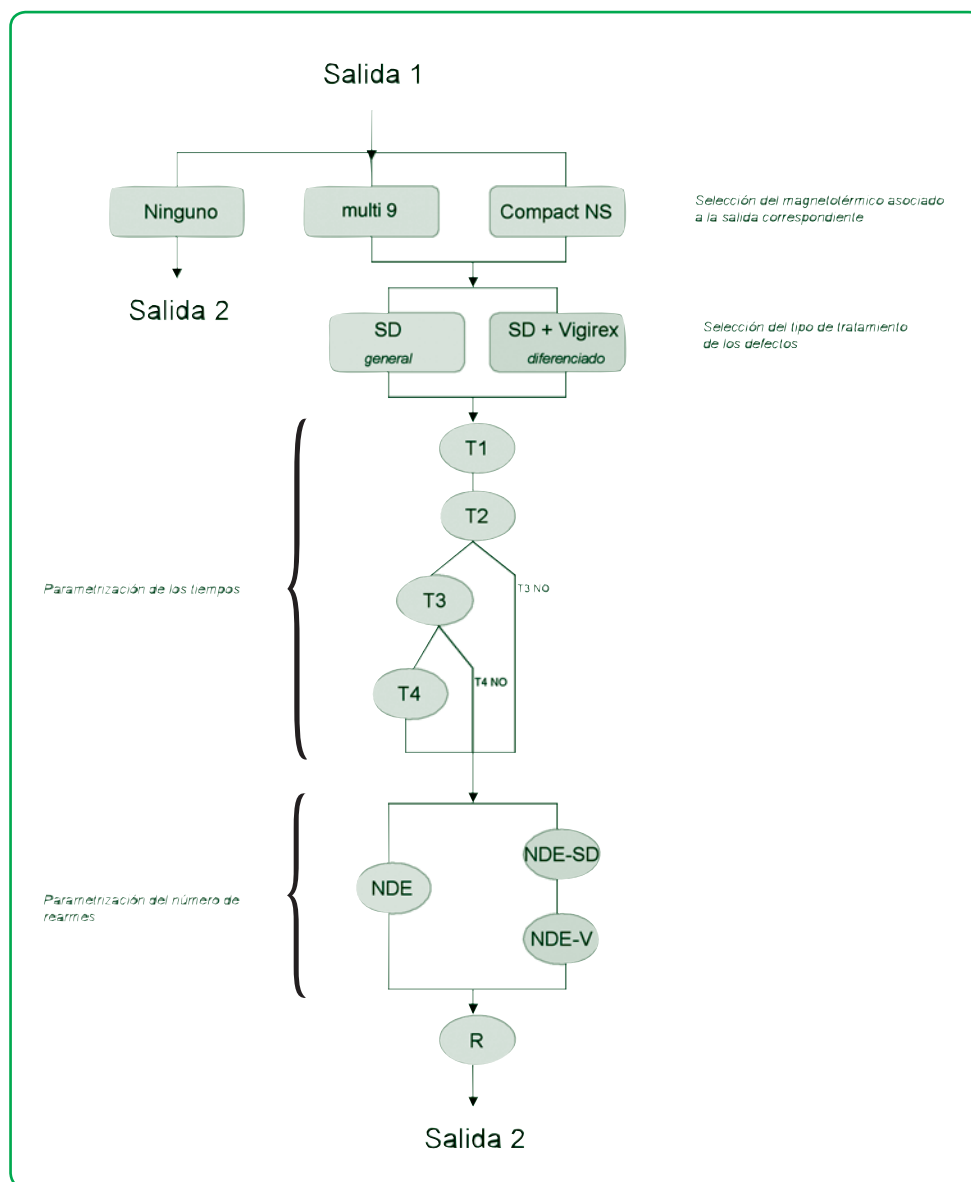 Salida 1
Ninguno
multi 9
Compact NS
Selección del magnetotérmico asociado
a la salida correspondiente
Salida 2
SD
general
SD + Vigirex
diferenciado
Selección del tipo de tratamiento
de los defectos
T1
T2
Parametrización de los tiempos
T3
T3 NO
T4
T4 NO
NDE-SD
NDE
Parametrización del número de
rearmes
NDE-V
R
Salida 2